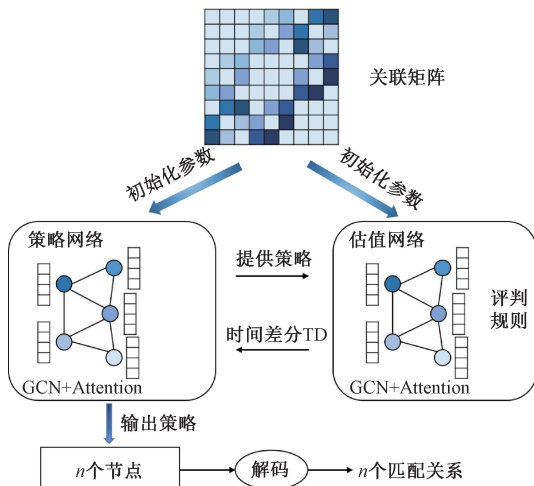 关联矩阵
初始化参数
初始化参数
策略网络
GCN+Attention
提供策略
时间差分TD
估值网络
评判
规则
GCN+Attention
输出策略
n个节点
解码
n个匹配关系